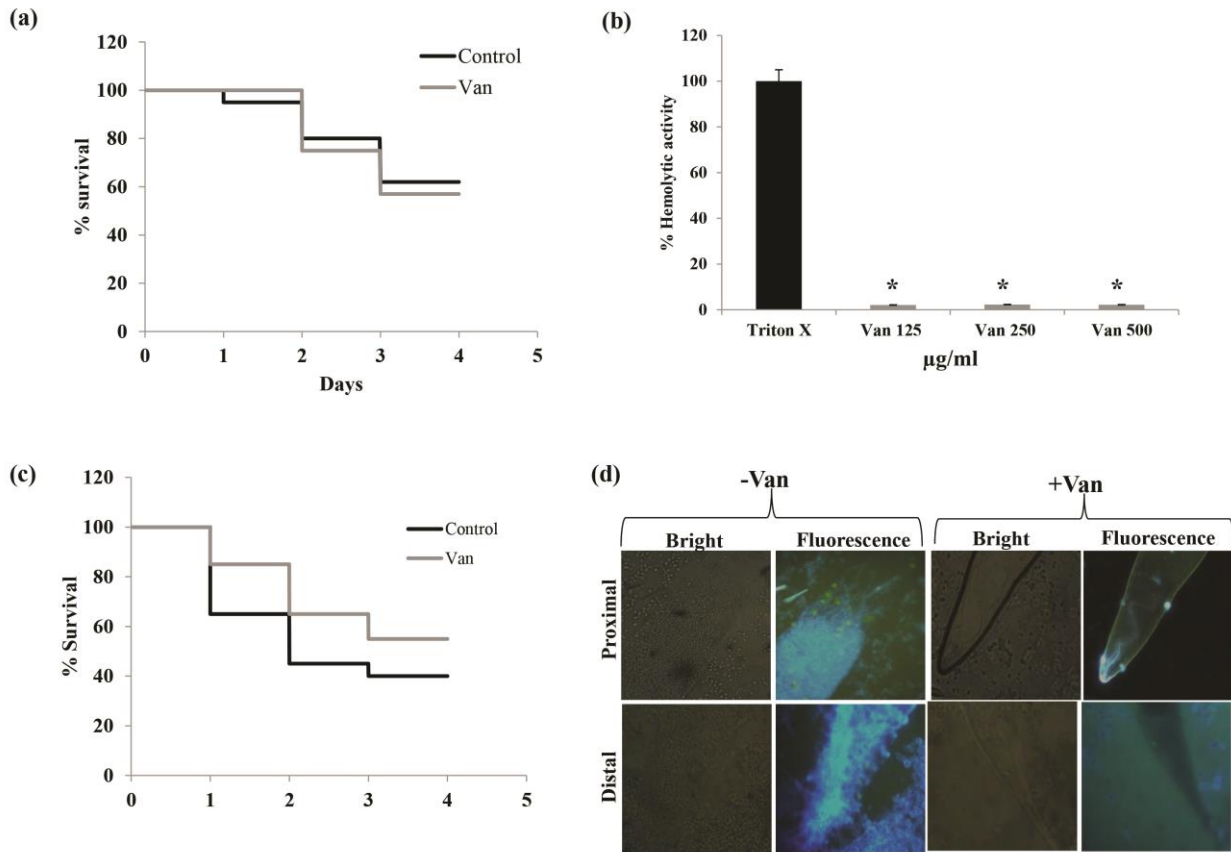 (a)
120
100
80
60
40
20
0
% survival
Control
Van
0 1 2 3 4 5
Days
(b)
120
100
80
60
40
20
0
% Hemolytic activity
* * *
Triton X Van 125 Van 250 Van 500
µg/ml
(c)
120
100
80
60
40
20
0
% Survival
Control
Van
0 1 2 3 4 5
(d)
-Van +Van
Bright Fluorescence Bright Fluorescence
Proximal
Distal